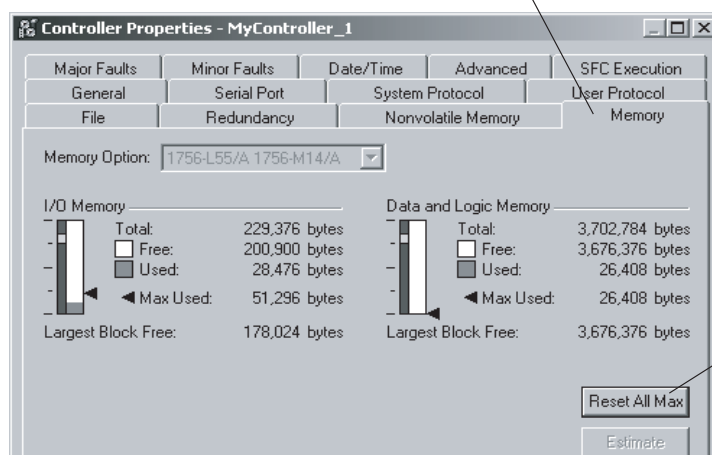 Controller Properties - MyController_1
Major Faults Minor Faults Date/Time Advanced SFC Execution
General Serial Port System Protocol User Protocol
File Redundancy Nonvolatile Memory Memory
Memory Option: 1756-L55/A 1756-M14/A
I/O Memory
Total: 229,376 bytes
Free: 200,900 bytes
Used: 28,476 bytes
Max Used: 51,296 bytes
Largest Block Free: 178,024 bytes
Data and Logic Memory
Total: 3,702,784 bytes
Free: 3,676,376 bytes
Used: 26,408 bytes
Max Used: 26,408 bytes
Largest Block Free: 3,676,376 bytes
Reset All Max
Estimate